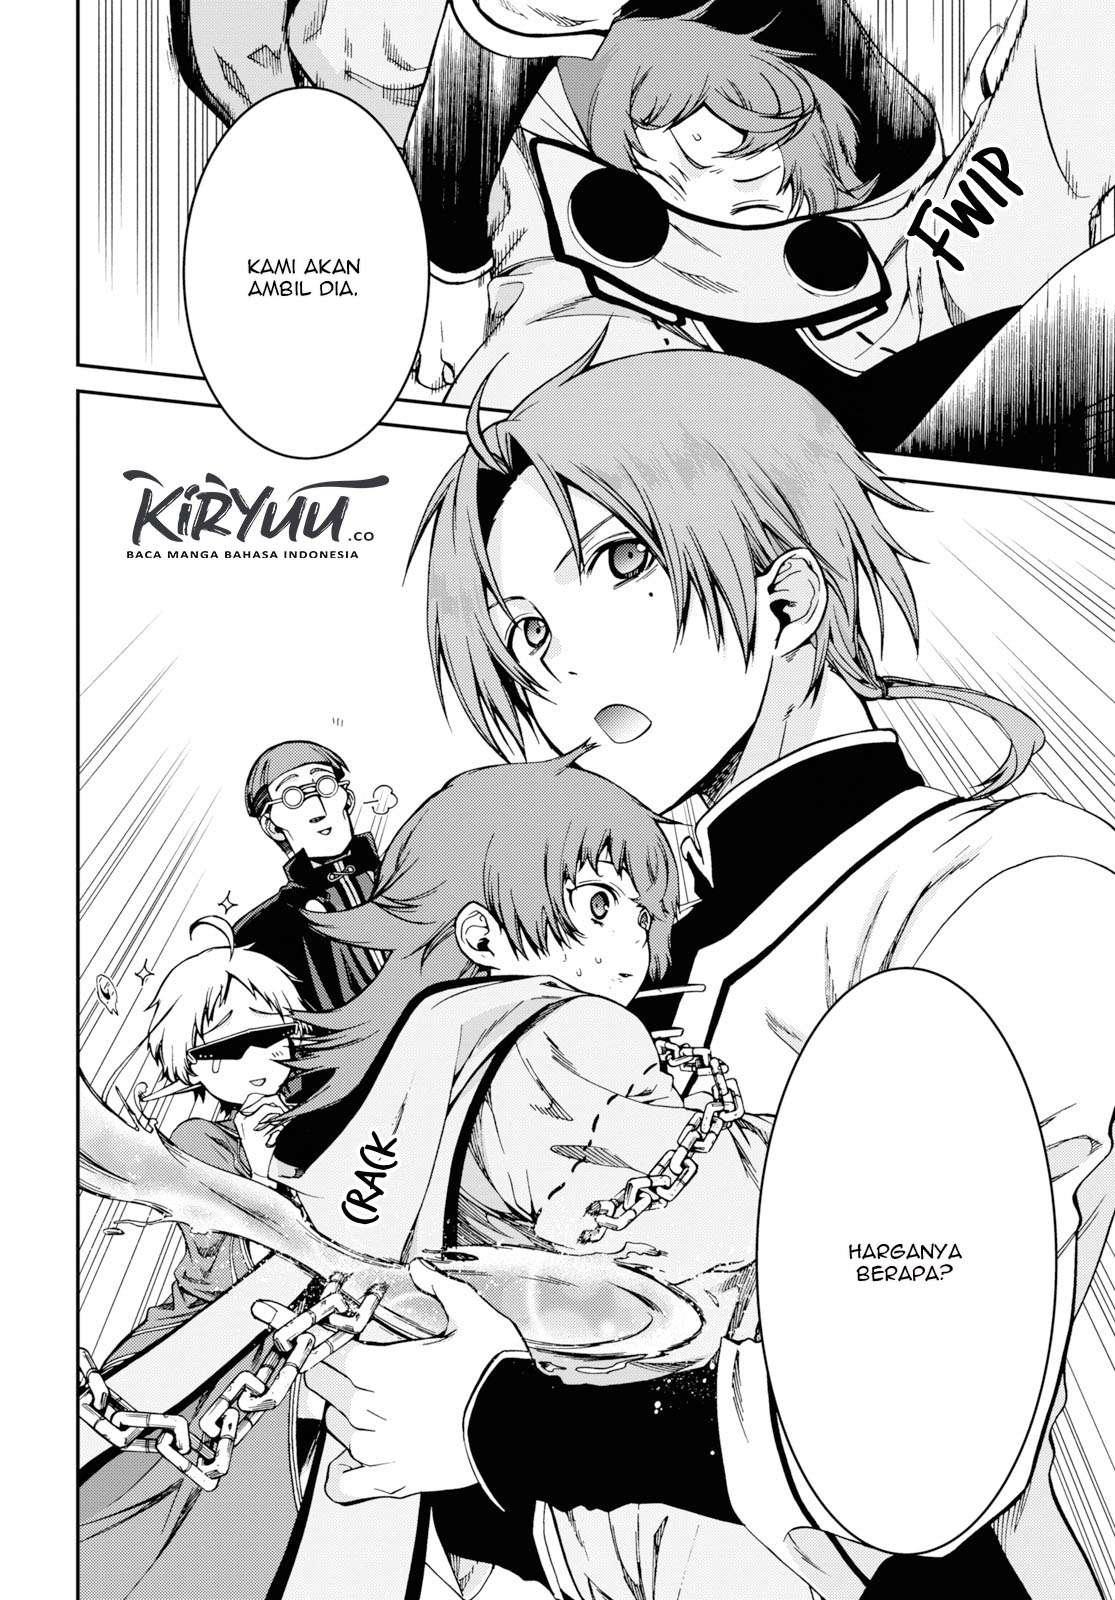 FWIP
KAMI AKAN
AMBIL DIA.
KIRYUU.CO
BACA MANGA BAHASA INDONESIA
CRACK
HARGANYA
BERAPA?